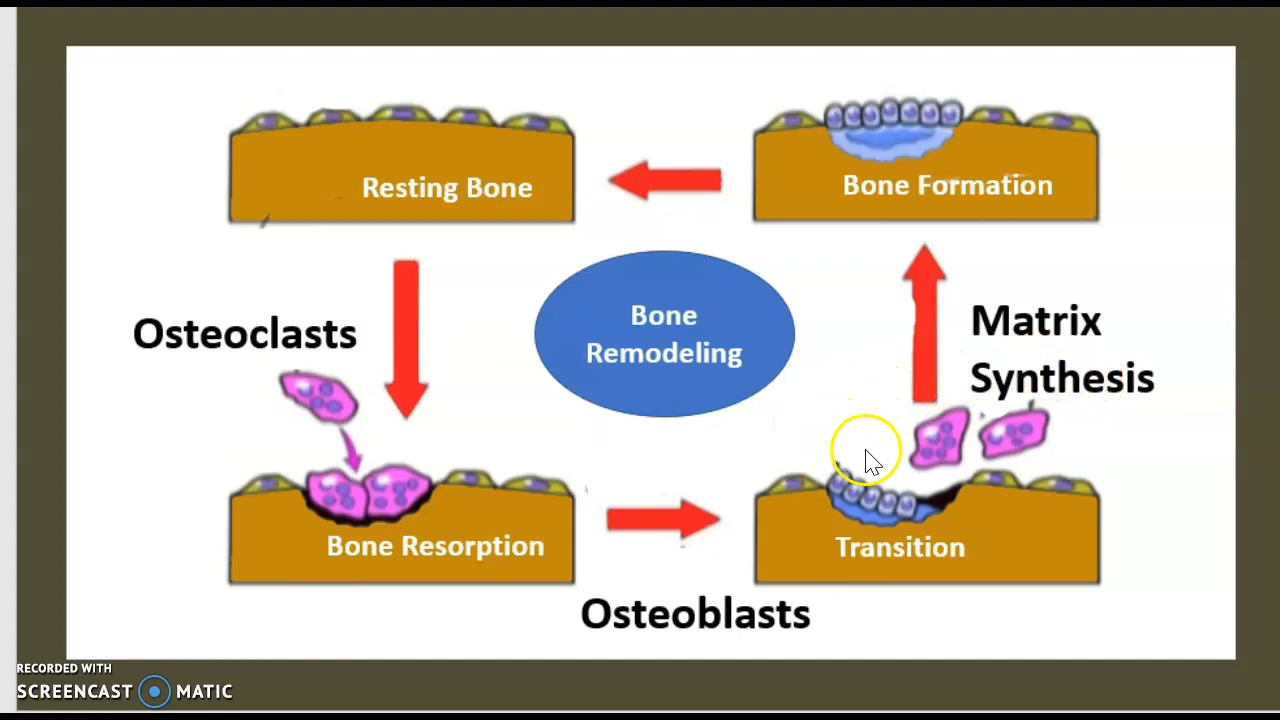 Resting Bone
Bone Formation
Osteoclasts
Bone
Remodeling
Matrix
Synthesis
Bone Resorption
Transition
Osteoblasts
RECORDED WITH
SCREENCAST MATIC